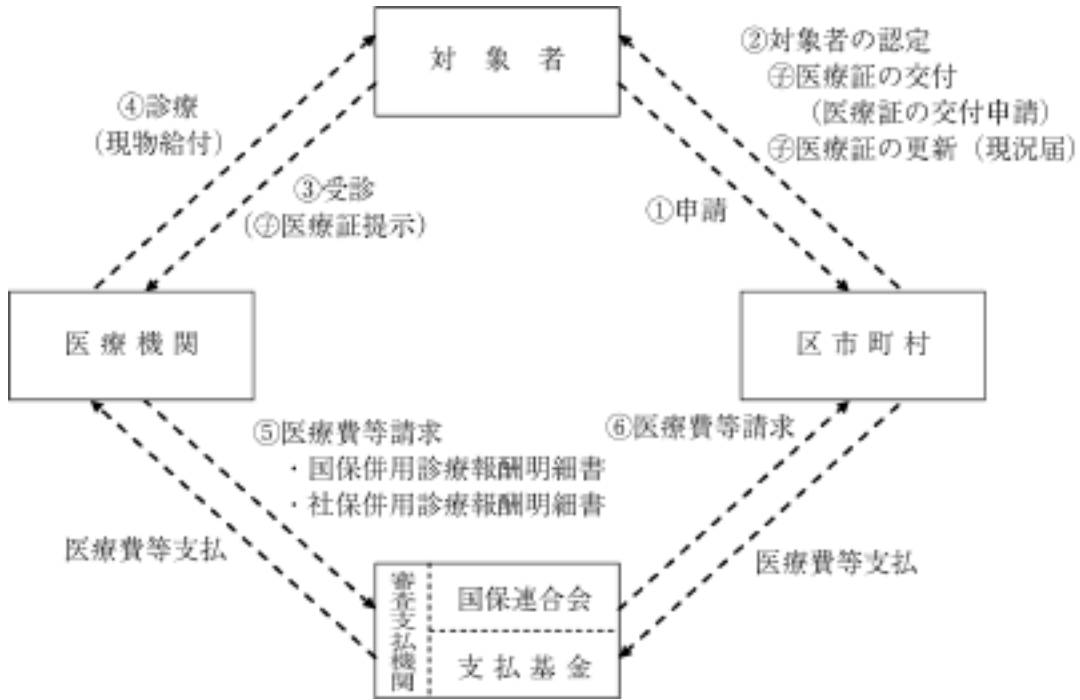 対象者
②対象者の認定
㋙医療証の交付
(医療証の交付申請)
㋙医療証の更新(現況届)
④診療
(現物給付)
③受診
(㋙医療証提示)
①申請
医療機関
区市町村
⑤医療費等請求
・国保併用診療報酬明細書
・社保併用診療報酬明細書
⑥医療費等請求
医療費等支払
医療費等支払
審査支払機関
国保連合会
支払基金